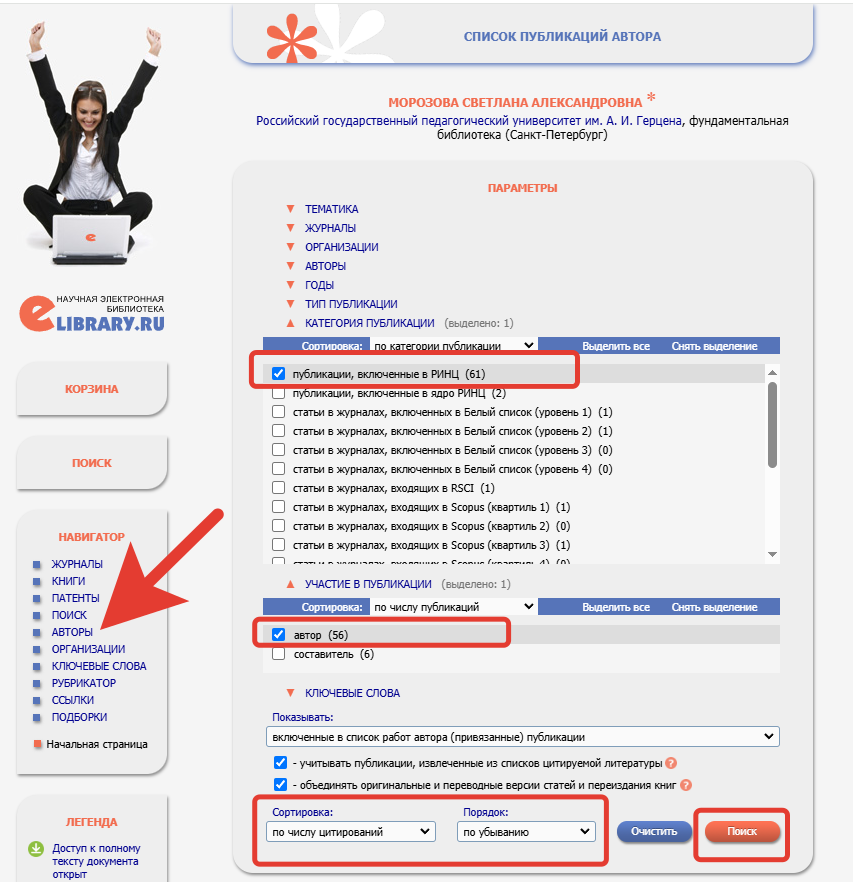 СПИСОК ПУБЛИКАЦИЙ АВТОРА
МОРОЗОВА СВЕТЛАНА АЛЕКСАНДРОВНА *
Российский государственный педагогический университет им. А. И. Герцена, фундаментальная
библиотека (Санкт-Петербург)
ПАРАМЕТРЫ
ТЕМАТИКА
ЖУРНАЛЫ
ОРГАНИЗАЦИИ
АВТОРЫ
ГОДЫ
ТИП ПУБЛИКАЦИИ
КАТЕГОРИЯ ПУБЛИКАЦИИ (выделено: 1)
Сортировка: по категории публикации Выделить все Снять выделение
публикации, включенные в РИНЦ (61)
публикации, включенные в ядро РИНЦ (2)
статьи в журналах, включенных в Белый список (уровень 1) (1)
статьи в журналах, включенных в Белый список (уровень 2) (1)
статьи в журналах, включенных в Белый список (уровень 3) (0)
статьи в журналах, включенных в Белый список (уровень 4) (0)
статьи в журналах, входящих в RSCI (1)
статьи в журналах, входящих в Scopus (квартиль 1) (1)
статьи в журналах, входящих в Scopus (квартиль 2) (0)
статьи в журналах, входящих в Scopus (квартиль 3) (1)
статьи в журналах, входящих в Scopus (квартиль 4) (0)
УЧАСТИЕ В ПУБЛИКАЦИИ (выделено: 1)
Сортировка: по числу публикаций Выделить все Снять выделение
автор (56)
составитель (6)
КЛЮЧЕВЫЕ СЛОВА
Показывать:
включенные в список работ автора (привязанные) публикации
- учитывать публикации, извлеченные из списков цитируемой литературы ?
- объединять оригинальные и переводные версии статей и переиздания книг ?
Сортировка: Порядок:
по числу цитирований по убыванию Очистить Поиск
e
НАУЧНАЯ ЭЛЕКТРОННАЯ
БИБЛИОТЕКА
eLIBRARY.RU
КОРЗИНА
ПОИСК
НАВИГАТОР
ЖУРНАЛЫ
КНИГИ
ПАТЕНТЫ
ПОИСК
АВТОРЫ
ОРГАНИЗАЦИИ
КЛЮЧЕВЫЕ СЛОВА
РУБРИКАТОР
ССЫЛКИ
ПОДБОРКИ
Начальная страница
ЛЕГЕНДА
Доступ к полному
тексту документа
открыт